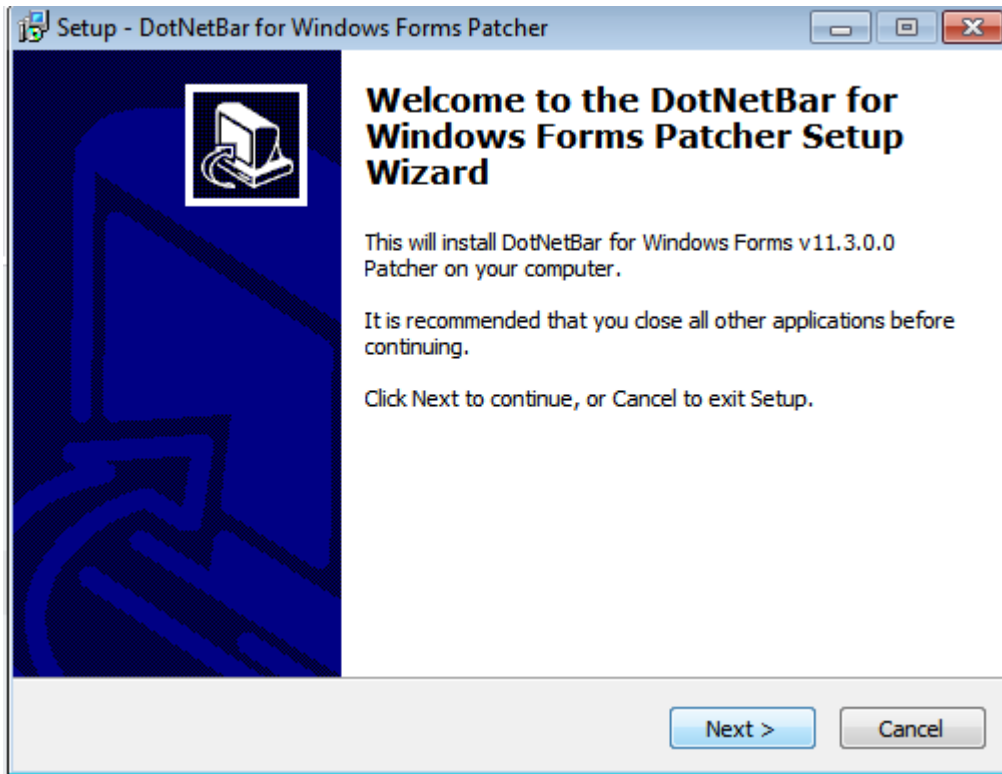 Setup - DotNetBar for Windows Forms Patcher
Welcome to the DotNetBar for
Windows Forms Patcher Setup
Wizard
This will install DotNetBar for Windows Forms v11.3.0.0
Patcher on your computer.
It is recommended that you close all other applications before
continuing.
Click Next to continue, or Cancel to exit Setup.
Next >
Cancel